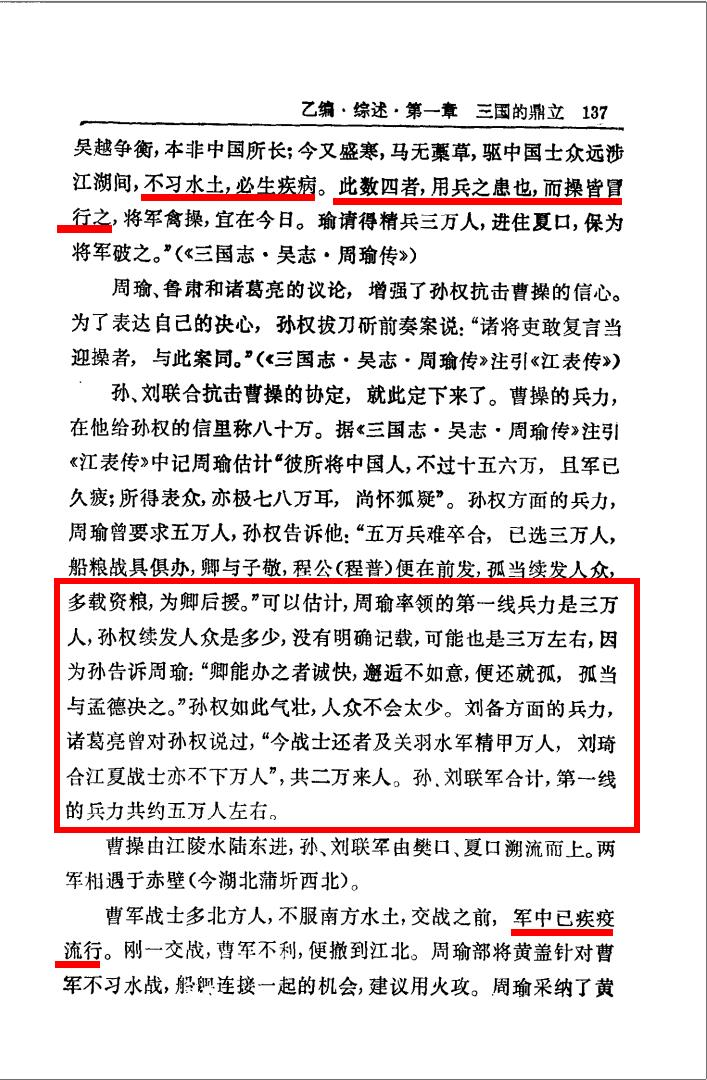 乙编·综述·第一章 三国的鼎立 137
吴越争衡，本非中国所长；今又盛寒，马无藁草，驱中国士众远涉
江湖间，不习水土，必生疾病。此数四者，用兵之患也，而操皆冒
行之，将军禽操，宜在今日。瑜请得精兵三万人，进住夏口，保为
将军破之。”（《三国志·吴志·周瑜传》）
周瑜、鲁肃和诸葛亮的议论，增强了孙权抗击曹操的信心。
为了表达自己的决心，孙权拔刀斫前奏案说：“诸将吏敢复言当
迎操者，与此案同。”（《三国志·吴志·周瑜传》注引《江表传》）
孙、刘联合抗击曹操的协定，就此定下来了。曹操的兵力，
在他给孙权的信里称八十万。据《三国志·吴志·周瑜传》注引
《江表传》中记周瑜估计“彼所将中国人，不过十五六万，且军已
久疲；所得表众，亦极七八万耳，尚怀狐疑”。孙权方面的兵力，
周瑜曾要求五万人，孙权告诉他：“五万兵难卒合，已选三万人，
船粮战具俱办，卿与子敬，程公（程普）便在前发，孤当续发人众，
多载资粮，为卿后援。”可以估计，周瑜率领的第一线兵力是三万
人，孙权续发人众是多少，没有明确记载，可能也是三万左右，因
为孙告诉周瑜：“卿能办之者诚快，邂逅不如意，便还就孤，孤当
与孟德决之。”孙权如此气壮，人众不会太少。刘备方面的兵力，
诸葛亮曾对孙权说过，“今战士还者及关羽水军精甲万人，刘琦
合江夏战士亦不下万人”，共二万来人。孙、刘联军合计，第一线
的兵力共约五万人左右。
曹操由江陵水陆东进，孙、刘联军由樊口、夏口溯流而上。两
军相遇于赤壁（今湖北蒲圻西北）。
曹军战士多北方人，不服南方水土，交战之前，军中已疾疫
流行。刚一交战，曹军不利，便撤到江北。周瑜部将黄盖针对曹
军不习水战，船舰连接一起的机会，建议用火攻。周瑜采纳了黄